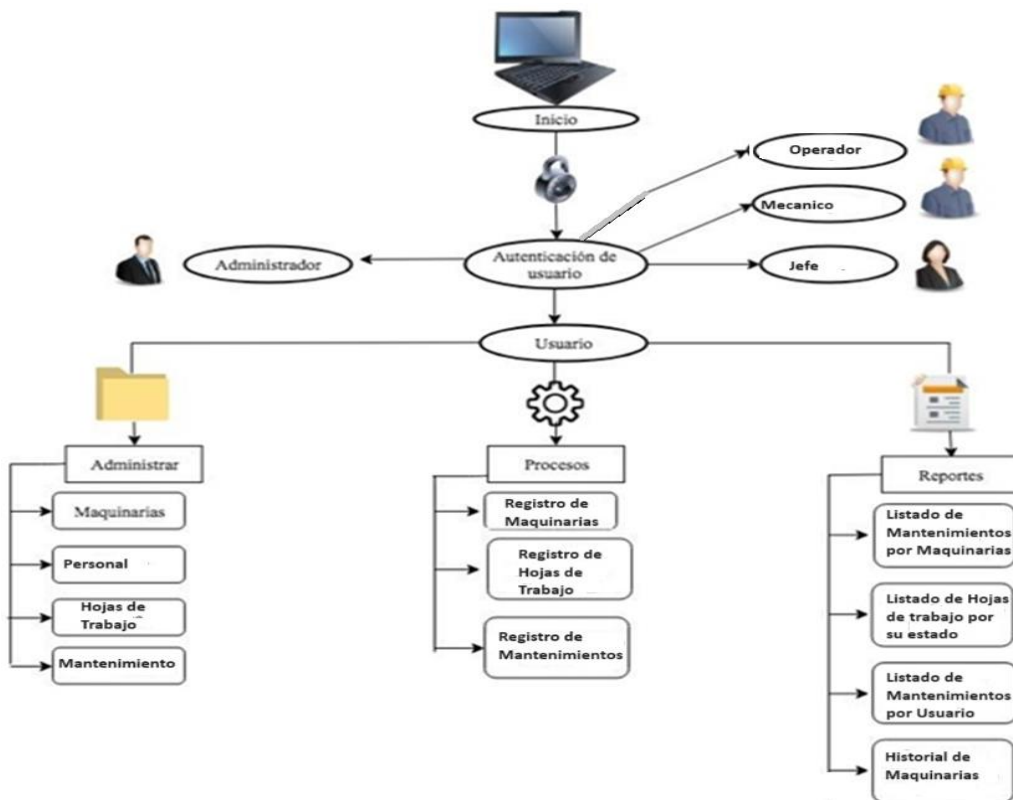 Inicio
Operador
Mecanico
Administrador
Autenticación de
usuario
Jefe
Usuario
Administrar
Maquinarias
Personal
Hojas de
Trabajo
Mantenimiento
Procesos
Registro de
Maquinarias
Registro de
Hojas de
Trabajo
Registro de
Mantenimientos
Reportes
Listado de
Mantenimientos
por Maquinarias
Listado de Hojas
de trabajo por
su estado
Listado de
Mantenimientos
por Usuario
Historial de
Maquinarias